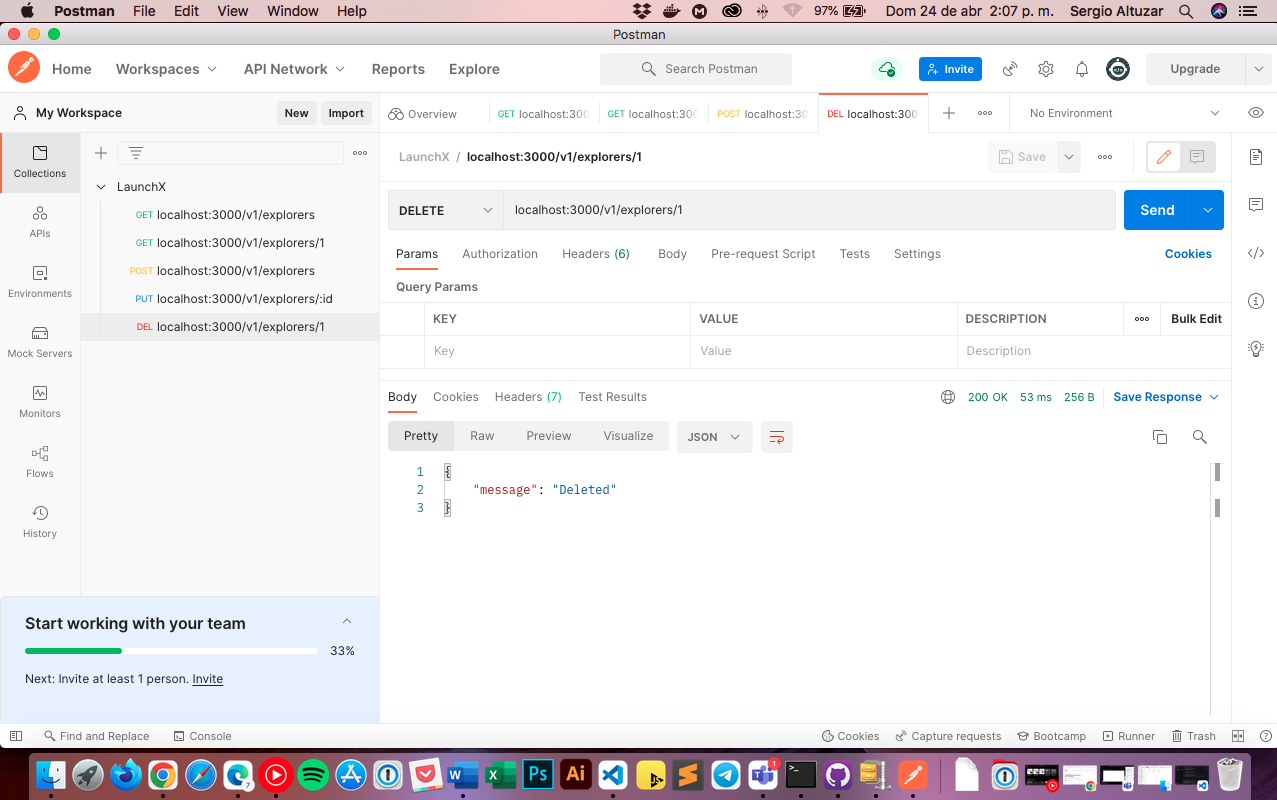 Postman File Edit View Window Help 97% Dom 24 de abr 2:07 p. m. Sergio Altuzar
Postman
Home Workspaces API Network Reports Explore Search Postman Invite Upgrade
My Workspace New Import Overview GET localhost:300 GET localhost:300 POST localhost:30 DEL localhost:300 No Environment
Collections
APIs
Environments
Mock Servers
Monitors
Flows
History
LaunchX
GET localhost:3000/v1/explorers
GET localhost:3000/v1/explorers/1
POST localhost:3000/v1/explorers
PUT localhost:3000/v1/explorers/:id
DEL localhost:3000/v1/explorers/1
LaunchX / localhost:3000/v1/explorers/1 Save
DELETE localhost:3000/v1/explorers/1 Send
Params Authorization Headers (6) Body Pre-request Script Tests Settings Cookies
Query Params
KEY VALUE DESCRIPTION Bulk Edit
Key Value Description
Body Cookies Headers (7) Test Results 200 OK 53 ms 256 B Save Response
Pretty Raw Preview Visualize JSON
1 {
2 "message": "Deleted"
3 }
Start working with your team
33%
Next: Invite at least 1 person. Invite
Find and Replace Console Cookies Capture requests Bootcamp Runner Trash
7 W X Ps Ai 1 >_